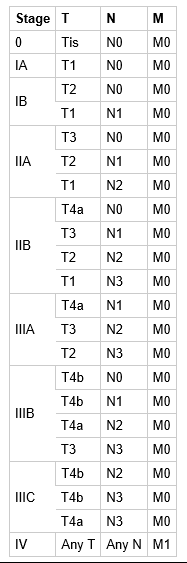 Stage T N M
0 Tis N0 M0
IA T1 N0 M0
IB T2 N0 M0
T1 N1 M0
IIA T3 N0 M0
T2 N1 M0
T1 N2 M0
IIB T4a N0 M0
T3 N1 M0
T2 N2 M0
T1 N3 M0
IIIA T4a N1 M0
T3 N2 M0
T2 N3 M0
IIIB T4b N0 M0
T4b N1 M0
T4a N2 M0
T3 N3 M0
IIIC T4b N2 M0
T4b N3 M0
T4a N3 M0
IV Any T Any N M1